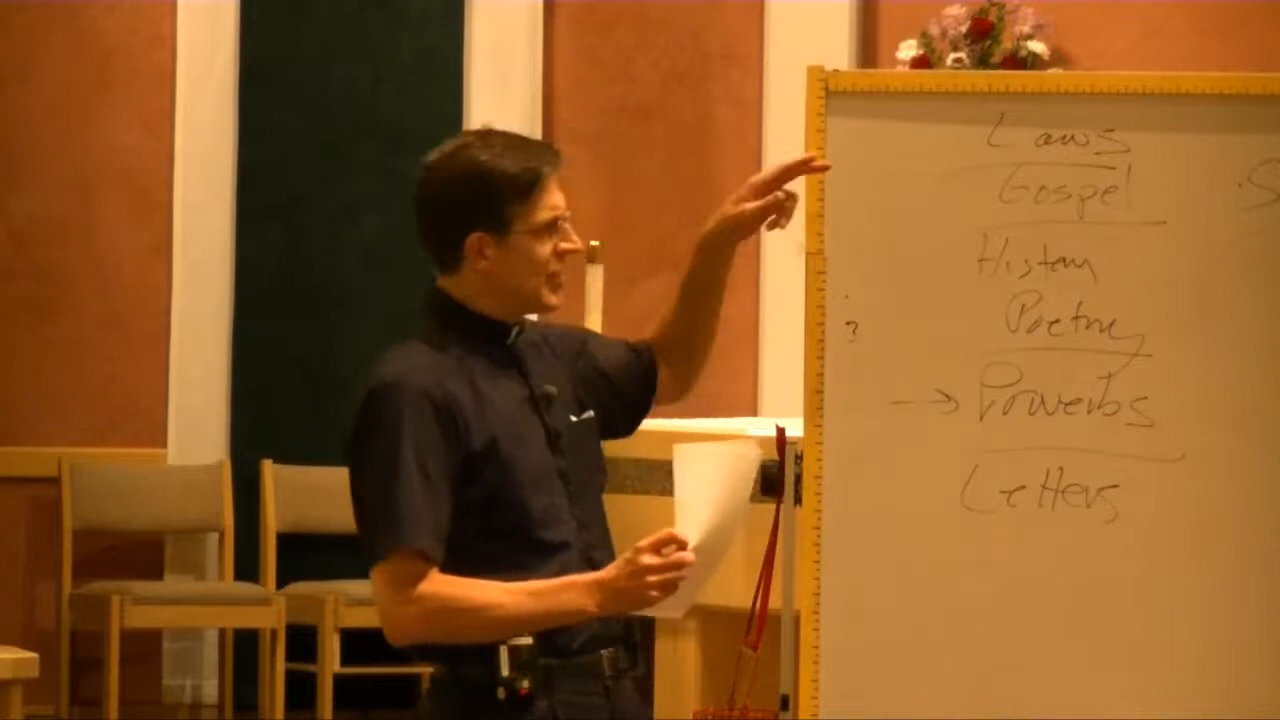 Laws
Gospel
History
Poetry
?
→ Proverbs
Letters